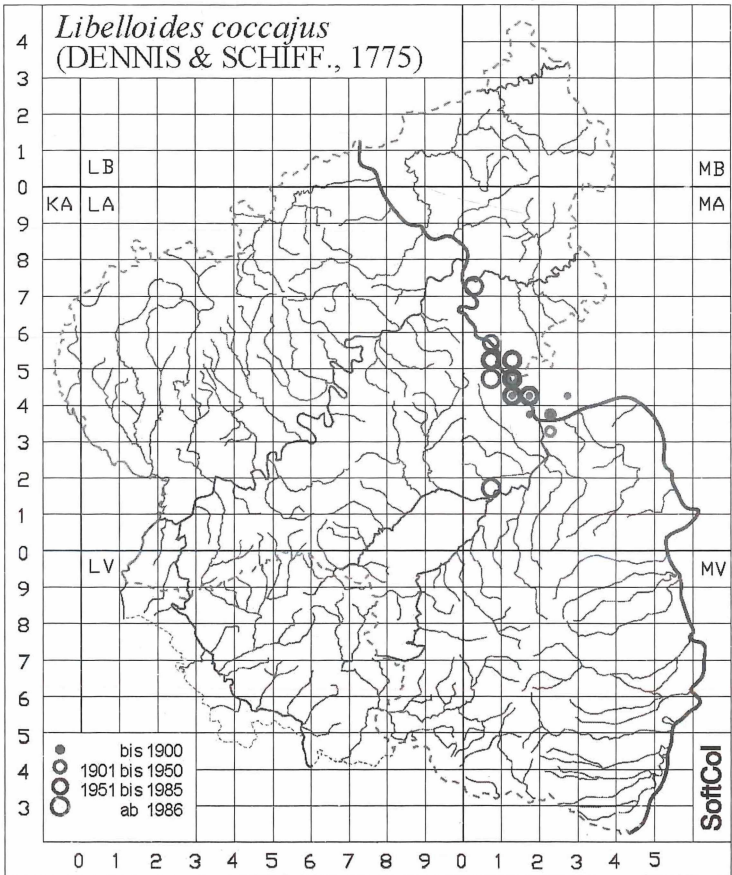 Libelloides coccajus
(DENNIS & SCHIFF., 1775)
4
3
2
1
LB
MB
0
KA
LA
MA
9
8
7
6
5
4
3
2
1
0
LV
MV
9
8
7
6
5
4
3
bis 1900
1901 bis 1950
1951 bis 1985
ab 1986
SoftCol
0 1 2 3 4 5 6 7 8 9 0 1 2 3 4 5